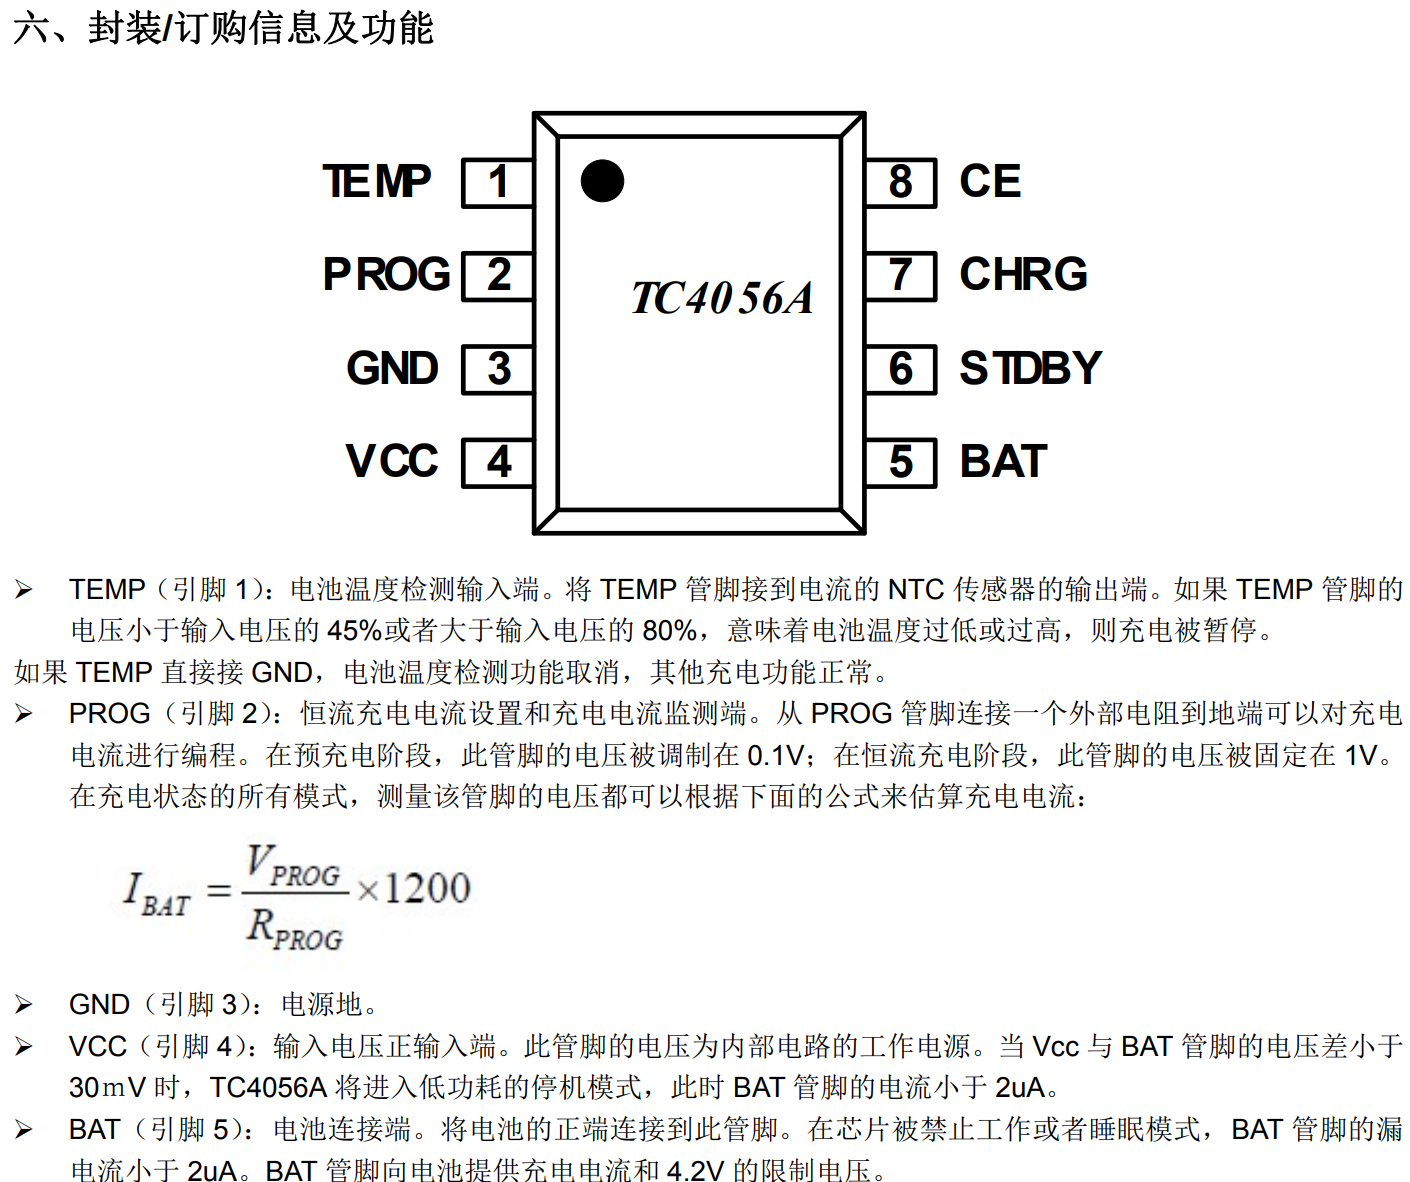 六、封装/订购信息及功能
TEMP 1 8 CE
PROG 2 7 CHRG
TC4056A
GND 3 6 STDBY
VCC 4 5 BAT
➢ TEMP（引脚 1）：电池温度检测输入端。将 TEMP 管脚接到电流的 NTC 传感器的输出端。如果 TEMP 管脚的
电压小于输入电压的 45%或者大于输入电压的 80%，意味着电池温度过低或过高，则充电被暂停。
如果 TEMP 直接接 GND，电池温度检测功能取消，其他充电功能正常。
➢ PROG（引脚 2）：恒流充电电流设置和充电电流监测端。从 PROG 管脚连接一个外部电阻到地端可以对充电
电流进行编程。在预充电阶段，此管脚的电压被调制在 0.1V；在恒流充电阶段，此管脚的电压被固定在 1V。
在充电状态的所有模式，测量该管脚的电压都可以根据下面的公式来估算充电电流：
I_BAT = V_PROG / R_PROG ×1200
➢ GND（引脚 3）：电源地。
➢ VCC（引脚 4）：输入电压正输入端。此管脚的电压为内部电路的工作电源。当 Vcc 与 BAT 管脚的电压差小于
30mV 时，TC4056A 将进入低功耗的停机模式，此时 BAT 管脚的电流小于 2uA。
➢ BAT（引脚 5）：电池连接端。将电池的正端连接到此管脚。在芯片被禁止工作或者睡眠模式，BAT 管脚的漏
电流小于 2uA。BAT 管脚向电池提供充电电流和 4.2V 的限制电压。